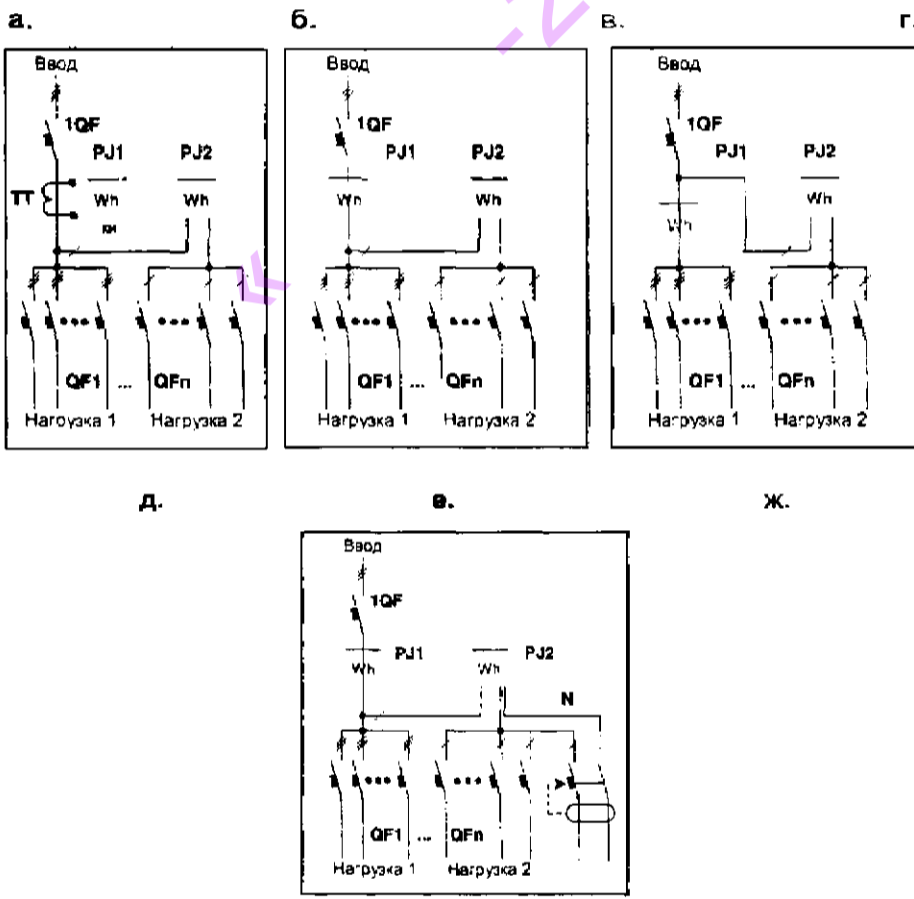 а. б. в. г.
Ввод Ввод Ввод
1QF 1QF 1QF
PJ1 PJ2 PJ1 PJ2 PJ1 PJ2
ТТ Wh Wh Wh Wh Wh Wh
QF1 ... QFn QF1 ... QFn QF1 ... QFn
Нагрузка 1 Нагрузка 2 Нагрузка 1 Нагрузка 2 Нагрузка 1 Нагрузка 2
д. е. ж.
Ввод
1QF
PJ1 PJ2
Wh Wh
N
QF1 ... QFn
Нагрузка 1 Нагрузка 2